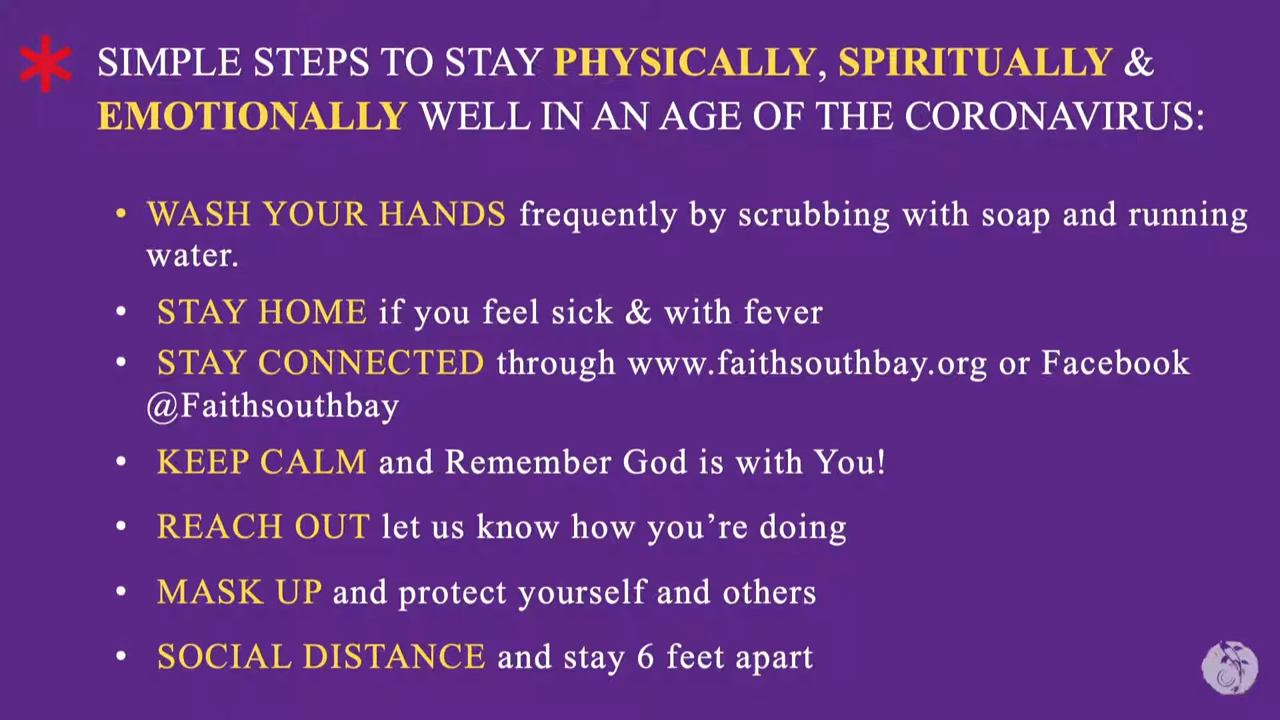 SIMPLE STEPS TO STAY PHYSICALLY, SPIRITUALLY &
EMOTIONALLY WELL IN AN AGE OF THE CORONAVIRUS:
• WASH YOUR HANDS frequently by scrubbing with soap and running
water.
• STAY HOME if you feel sick & with fever
• STAY CONNECTED through www.faithsouthbay.org or Facebook
@Faithsouthbay
• KEEP CALM and Remember God is with You!
• REACH OUT let us know how you’re doing
• MASK UP and protect yourself and others
• SOCIAL DISTANCE and stay 6 feet apart